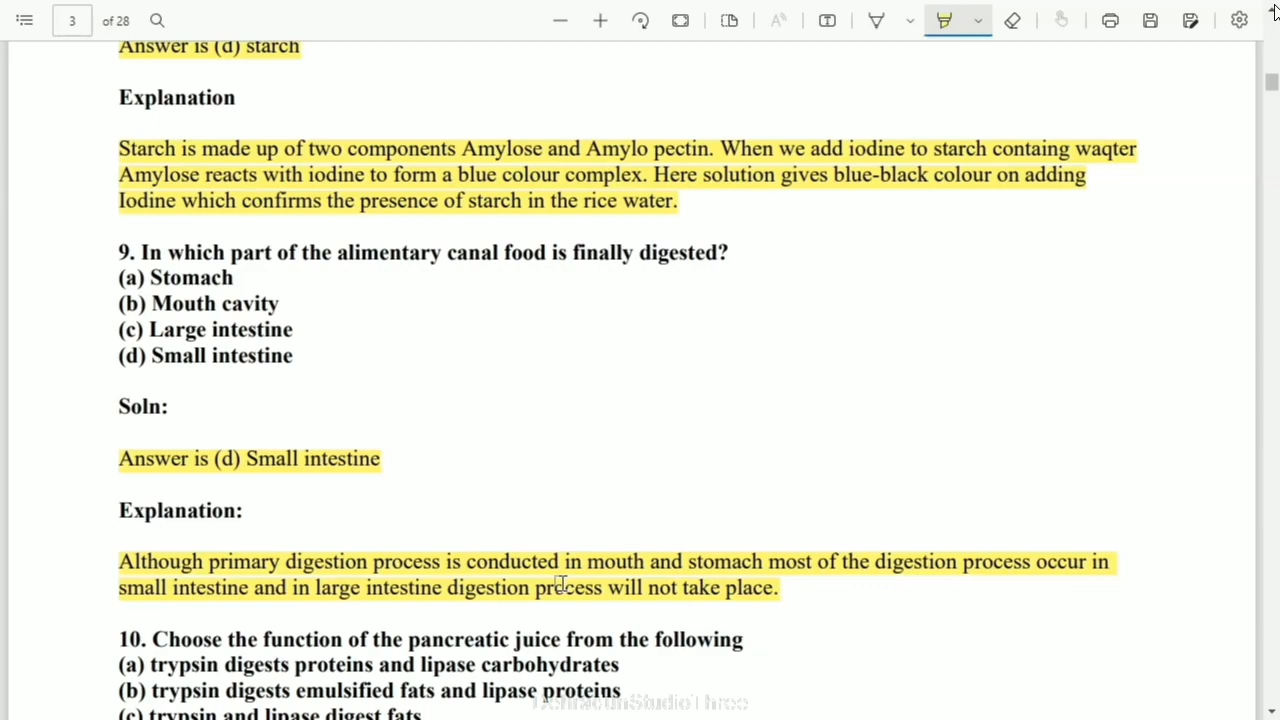 3 of 28
Answer is (d) starch
Explanation
Starch is made up of two components Amylose and Amylo pectin. When we add iodine to starch containg waqter
Amylose reacts with iodine to form a blue colour complex. Here solution gives blue-black colour on adding
Iodine which confirms the presence of starch in the rice water.
9. In which part of the alimentary canal food is finally digested?
(a) Stomach
(b) Mouth cavity
(c) Large intestine
(d) Small intestine
Soln:
Answer is (d) Small intestine
Explanation:
Although primary digestion process is conducted in mouth and stomach most of the digestion process occur in
small intestine and in large intestine digestion process will not take place.
10. Choose the function of the pancreatic juice from the following
(a) trypsin digests proteins and lipase carbohydrates
(b) trypsin digests emulsified fats and lipase proteins
(c) trypsin and lipase digest fats